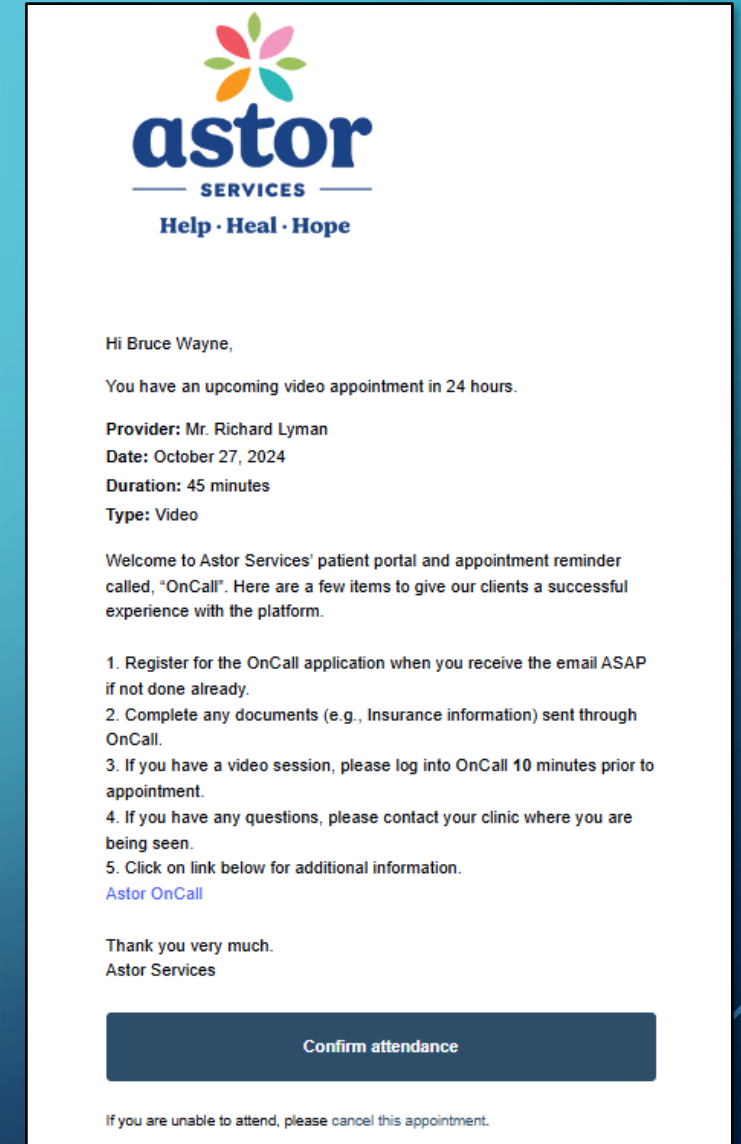 astor
SERVICES
Help · Heal · Hope
Hi Bruce Wayne,
You have an upcoming video appointment in 24 hours.
Provider: Mr. Richard Lyman
Date: October 27, 2024
Duration: 45 minutes
Type: Video
Welcome to Astor Services' patient portal and appointment reminder
called, “OnCall”. Here are a few items to give our clients a successful
experience with the platform.
1. Register for the OnCall application when you receive the email ASAP
if not done already.
2. Complete any documents (e.g., Insurance information) sent through
OnCall.
3. If you have a video session, please log into OnCall 10 minutes prior to
appointment.
4. If you have any questions, please contact your clinic where you are
being seen.
5. Click on link below for additional information.
Astor OnCall
Thank you very much.
Astor Services
Confirm attendance
If you are unable to attend, please cancel this appointment.